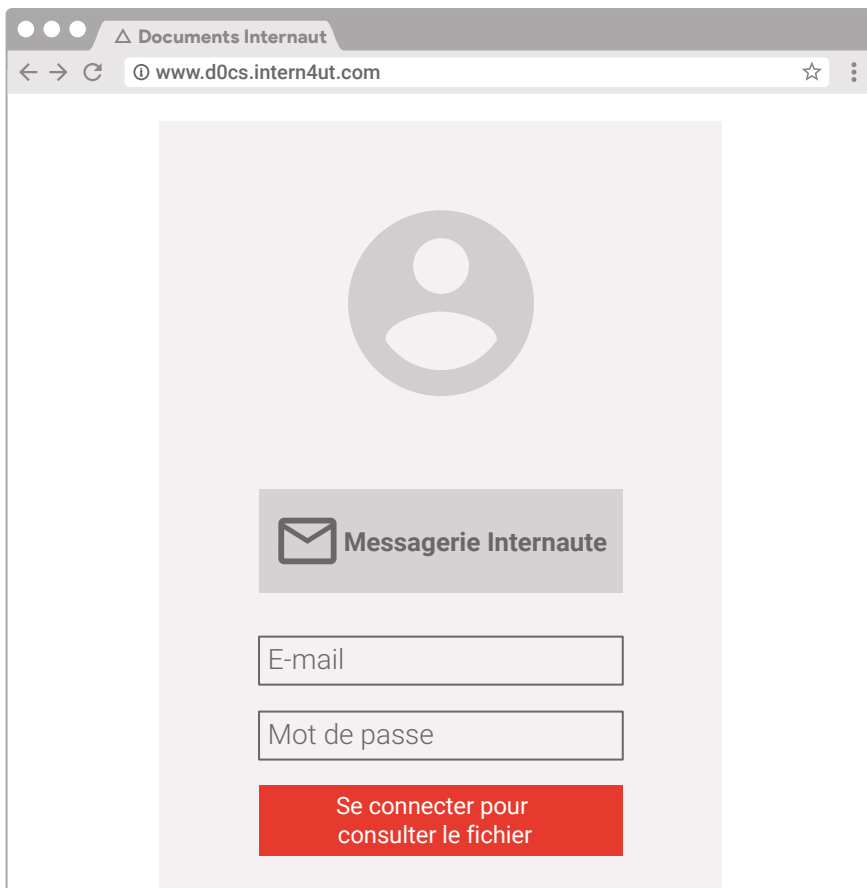 Documents Internaut
www.d0cs.intern4ut.com
Messagerie Internaute
E-mail
Mot de passe
Se connecter pour
consulter le fichier